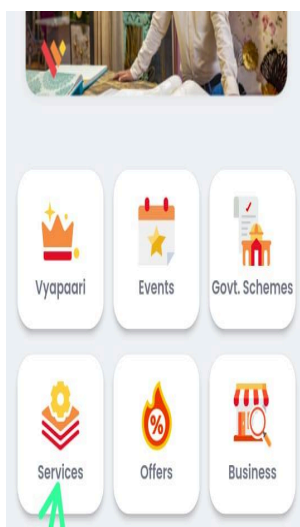 Vyapaari
Events
Govt. Schemes
%
Services
Offers
Business